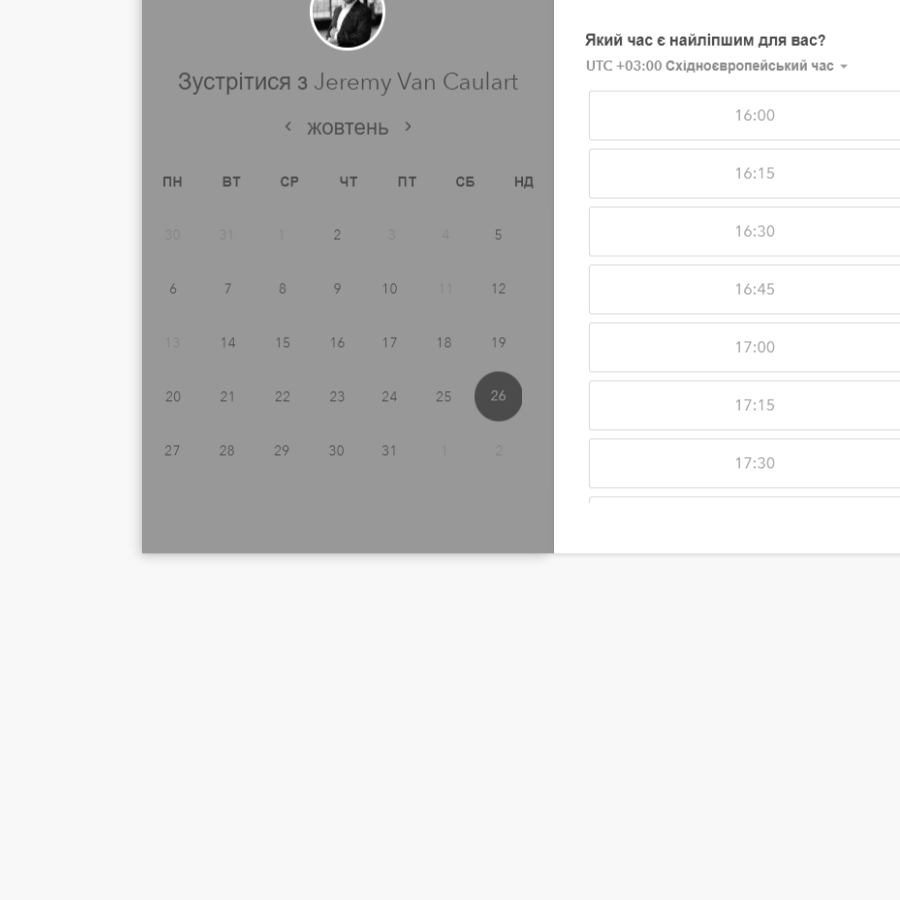 Зустрітися з Jeremy Van Caulart
‹ жовтень ›
ПН ВТ СР ЧТ ПТ СБ НД
30 31 1 2 3 4 5
6 7 8 9 10 11 12
13 14 15 16 17 18 19
20 21 22 23 24 25 26
27 28 29 30 31 1 2
Який час є найліпшим для вас?
UTC +03:00 Східноєвропейський час
16:00
16:15
16:30
16:45
17:00
17:15
17:30